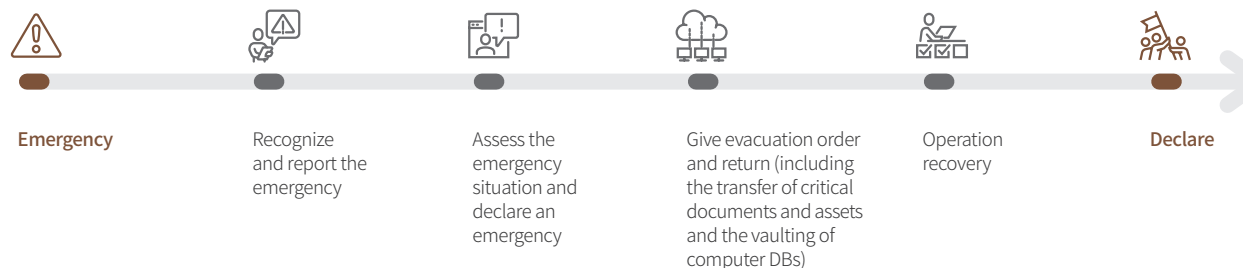 Emergency
Recognize
and report the
emergency
Assess the
emergency
situation and
declare an
emergency
Give evacuation order
and return (including
the transfer of critical
documents and assets
and the vaulting of
computer DBs)
Operation
recovery
Declare